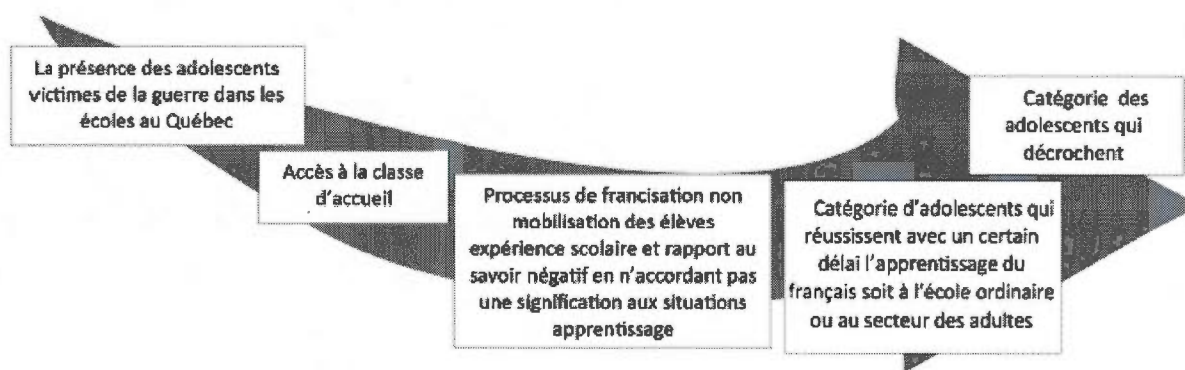 La présence des adolescents
victimes de la guerre dans les
écoles au Québec
Accès à la classe
d'accueil
Processus de francisation non
mobilisation des élèves
expérience scolaire et rapport au
savoir négatif en n'accordant pas
une signification aux situations
apprentissage
Catégorie d'adolescents qui
réussissent avec un certain
délai l'apprentissage du
français soit à l'école ordinaire
ou au secteur des adultes
Catégorie des
adolescents qui
décrochent